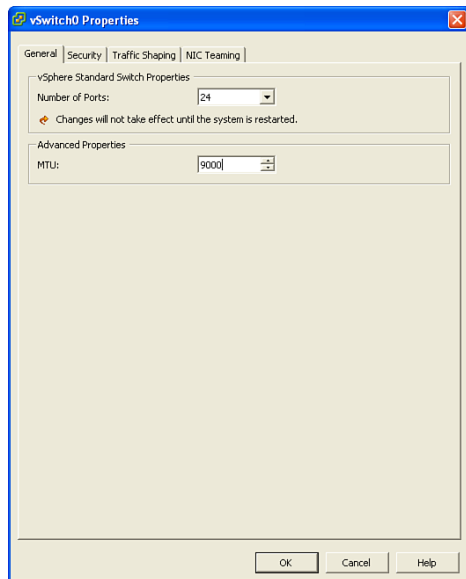 vSwitch0 Properties
General Security Traffic Shaping NIC Teaming
vSphere Standard Switch Properties
Number of Ports: 24
Changes will not take effect until the system is restarted.
Advanced Properties
MTU: 9000
OK Cancel Help